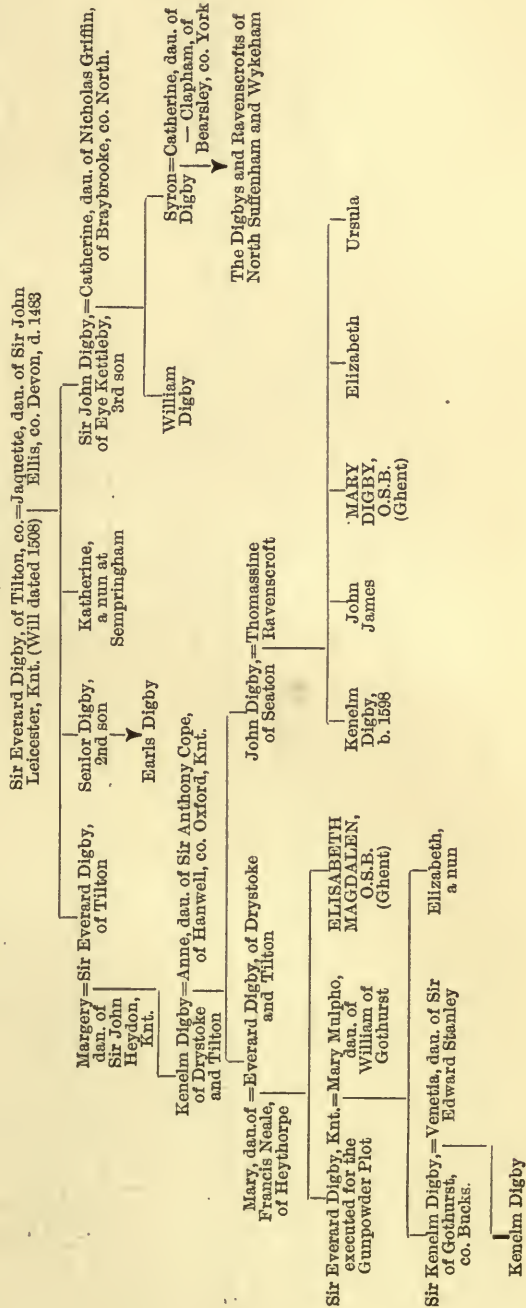 Sir Everard Digby, of Tilton, co.=Jaquette, dau. of Sir John
Leicester, Knt. (Will dated 1508) Ellis, co. Devon, d. 1483
Margery=Sir Everard Digby,
dau. of of Tilton
Sir John
Heydon,
Knt.
Senior Digby,
2nd son
Earls Digby
Katherine,
a nun at
Sempringham
Sir John Digby,=Catherine, dau. of Nicholas Griffin,
of Eye Kettleby, of Braybrooke, co. North.
3rd son
Kenelm Digby=Anne, dau. of Sir Anthony Cope,
of Drystoke of Hanwell, co. Oxford, Knt.
and Tilton
William
Digby
Syron=Catherine, dau. of
Digby — Clapham, of
Bearsley, co. York
The Digbys and Ravenscrofts of
North Suffenham and Wykeham
Mary, dau. of=Everard Digby, of Drystoke
Francis Neale, and Tilton
of Heythorpe
John Digby,=Thomassine
of Seaton Ravenscroft
Sir Everard Digby, Knt.=Mary Mulpho,
executed for the dau. of
Gunpowder Plot William of
Gothurst
ELISABETH
MAGDALEN,
O.S.B.
(Ghent)
Kenelm
Digby,
b. 1598
John
James
MARY
DIGBY,
O.S.B.
(Ghent)
Elizabeth
Ursula
Sir Kenelm Digby,=Venetia, dau. of Sir
of Gothurst, Edward Stanley
co. Bucks.
Elizabeth,
a nun
Kenelm Digby